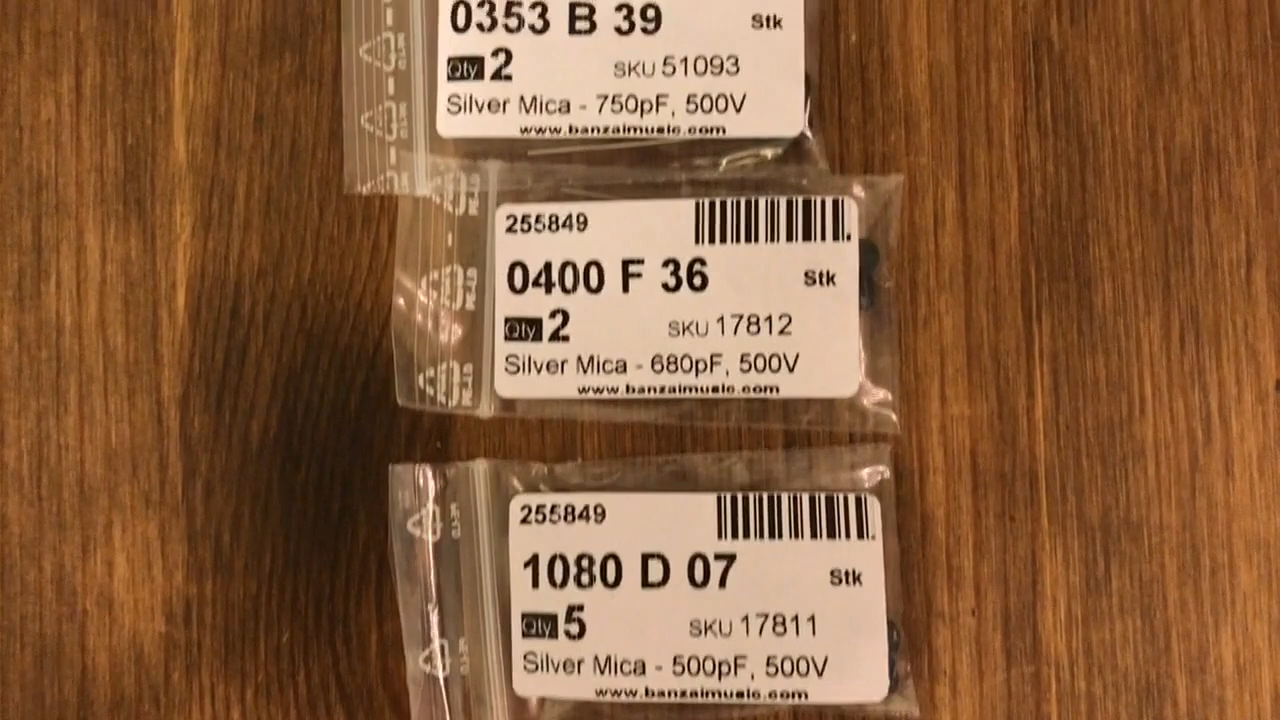 0353 B 39 Stk
Qty 2 SKU 51093
Silver Mica - 750pF, 500V
www.banzaimusic.com
255849
0400 F 36 Stk
Qty 2 SKU 17812
Silver Mica - 680pF, 500V
www.banzaimusic.com
255849
1080 D 07 Stk
Qty 5 SKU 17811
Silver Mica - 500pF, 500V
www.banzaimusic.com